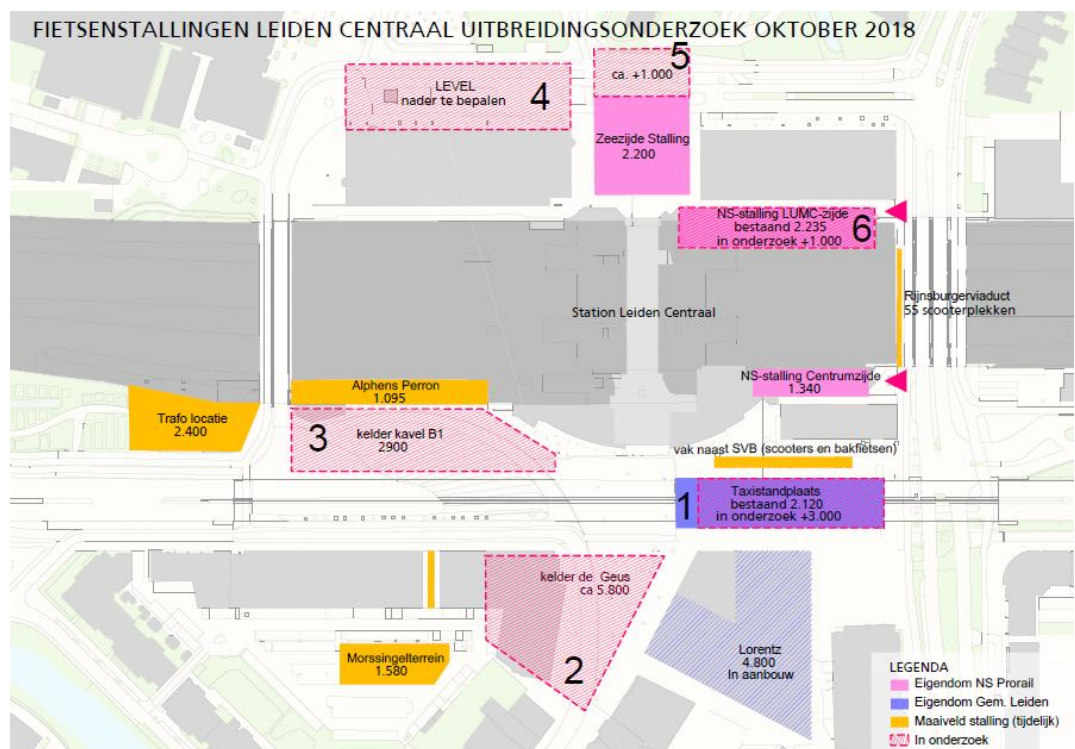 FIETSENSTALLINGEN LEIDEN CENTRAAL UITBREIDINGSONDERZOEK OKTOBER 2018
5
ca. +1.000
LEVEL
nader te bepalen
4
Zeezijde Stalling
2.200
NS-stalling LUMC-zijde
bestaand 2.235
in onderzoek +1.000
6
Rijnsburgerviaduct
55 scooterplekken
Station Leiden Centraal
NS-stalling Centrumzijde
1.340
Alphens Perron
1.095
Trafo locatie
2.400
3
kelder kavel B1
2900
vak naast SVB (scooters en bakfietsen)
1
Taxistandplaats
bestaand 2.120
in onderzoek +3.000
kelder de Geus
ca 5.800
2
Morssingelterrein
1.580
Lorentz
4.800
In aanbouw
LEGENDA
Eigendom NS Prorail
Eigendom Gem. Leiden
Maaiveld stalling (tijdelijk)
In onderzoek